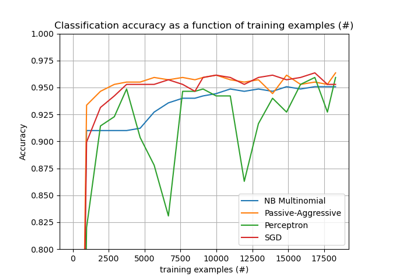 Classification accuracy as a function of training examples (#)
1.000
0.975
0.950
0.925
0.900
0.875
0.850
0.825
0.800
Accuracy
NB Multinomial
Passive-Aggressive
Perceptron
SGD
0 2500 5000 7500 10000 12500 15000 17500
training examples (#)